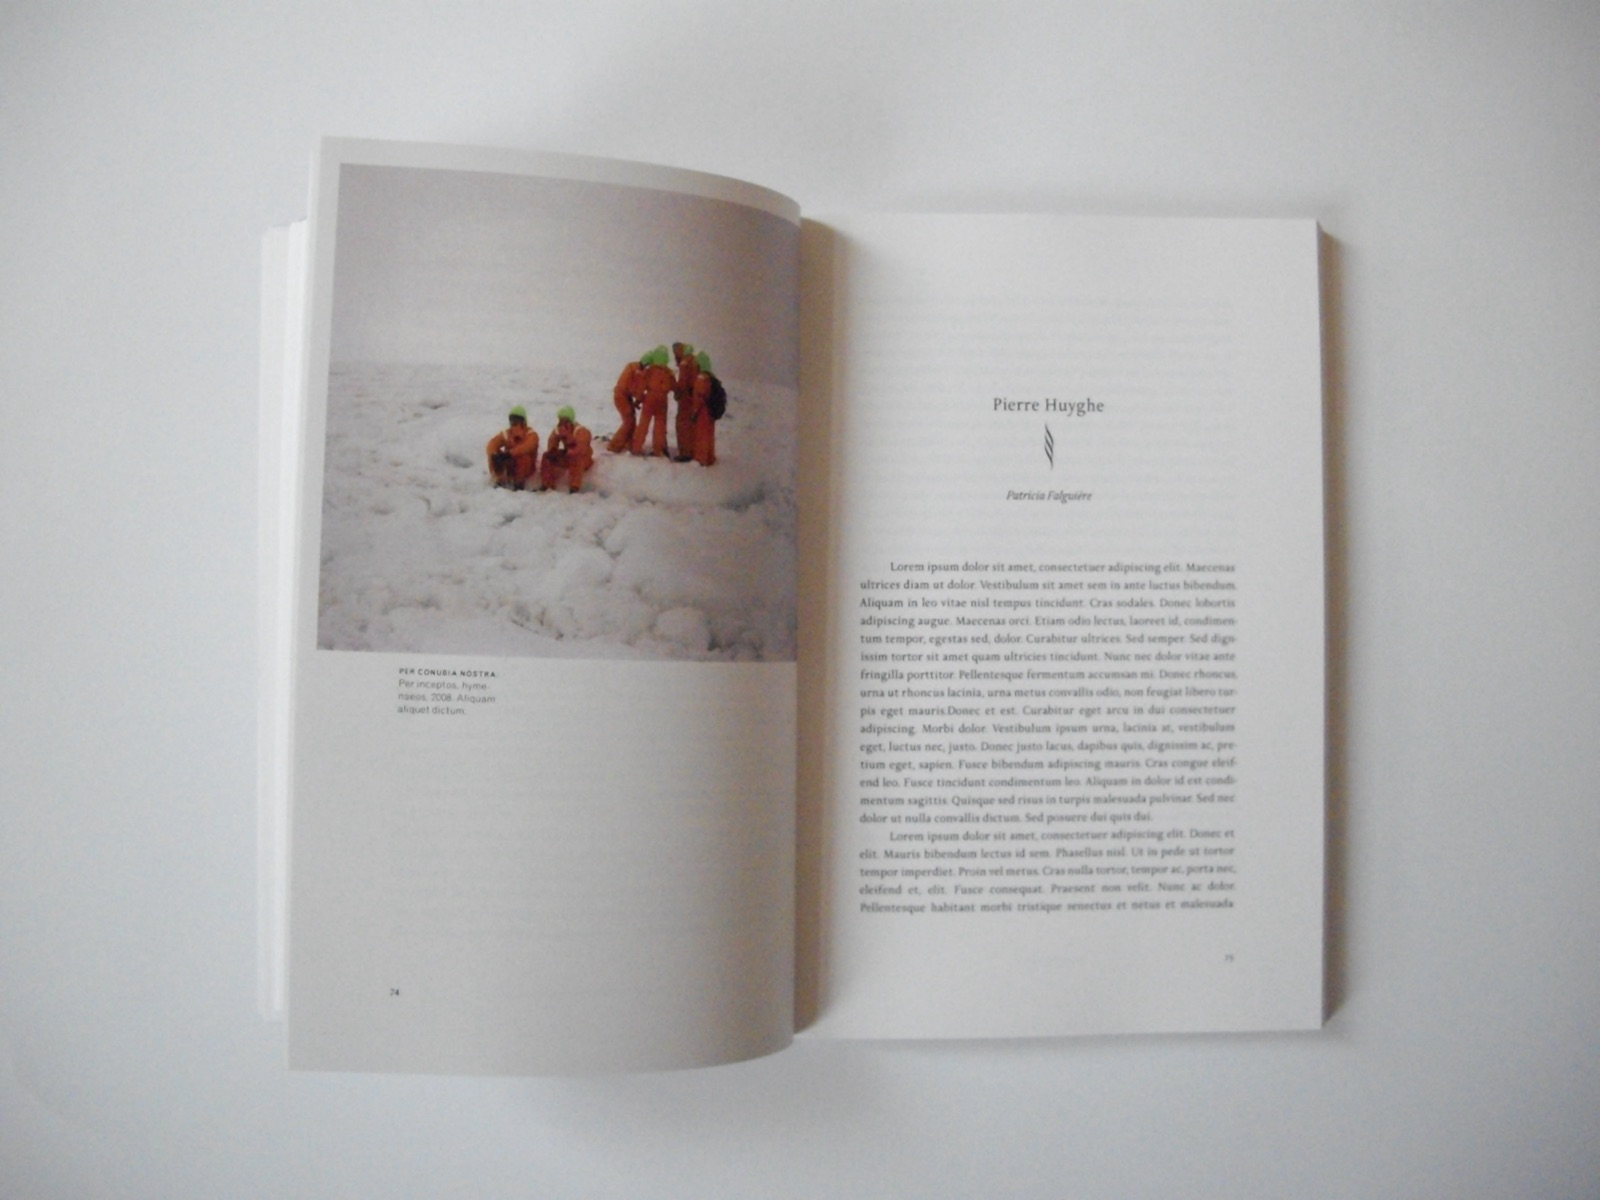 PER CONUBIA NOSTRA.
Per inceptos, hyme-
naeos, 2008. Aliquam
aliquet dictum.
74
Pierre Huyghe
Patricia Falguière
Lorem ipsum dolor sit amet, consectetuer adipiscing elit. Maecenas
ultrices diam ut dolor. Vestibulum sit amet sem in ante luctus bibendum.
Aliquam in leo vitae nisl tempus tincidunt. Cras sodales. Donec lobortis
adipiscing augue. Maecenas orci. Etiam odio lectus, laoreet id, condimen-
tum tempor, egestas sed, dolor. Curabitur ultrices. Sed semper. Sed dign-
issim tortor sit amet quam ultricies tincidunt. Nunc nec dolor vitae ante
fringilla porttitor. Pellentesque fermentum accumsan mi. Donec rhoncus,
urna ut rhoncus lacinia, urna metus convallis odio, non feugiat libero tur-
pis eget mauris.Donec et est. Curabitur eget arcu in dui consectetuer
adipiscing. Morbi dolor. Vestibulum ipsum urna, lacinia at, vestibulum
eget, luctus nec, justo. Donec justo lacus, dapibus quis, dignissim ac, pre-
tium eget, sapien. Fusce bibendum adipiscing mauris. Cras congue eleif-
end leo. Fusce tincidunt condimentum leo. Aliquam in dolor id est condi-
mentum sagittis. Quisque sed risus in turpis malesuada pulvinar. Sed nec
dolor ut nulla convallis dictum. Sed posuere dui quis dui.
Lorem ipsum dolor sit amet, consectetuer adipiscing elit. Donec et
elit. Mauris bibendum lectus id sem. Phasellus nisl. Ut in pede ut tortor
tempor imperdiet. Proin vel metus. Cras nulla tortor, tempor ac, porta nec,
eleifend et, elit. Fusce consequat. Praesent non velit. Nunc ac dolor.
Pellentesque habitant morbi tristique senectus et netus et malesuada
75